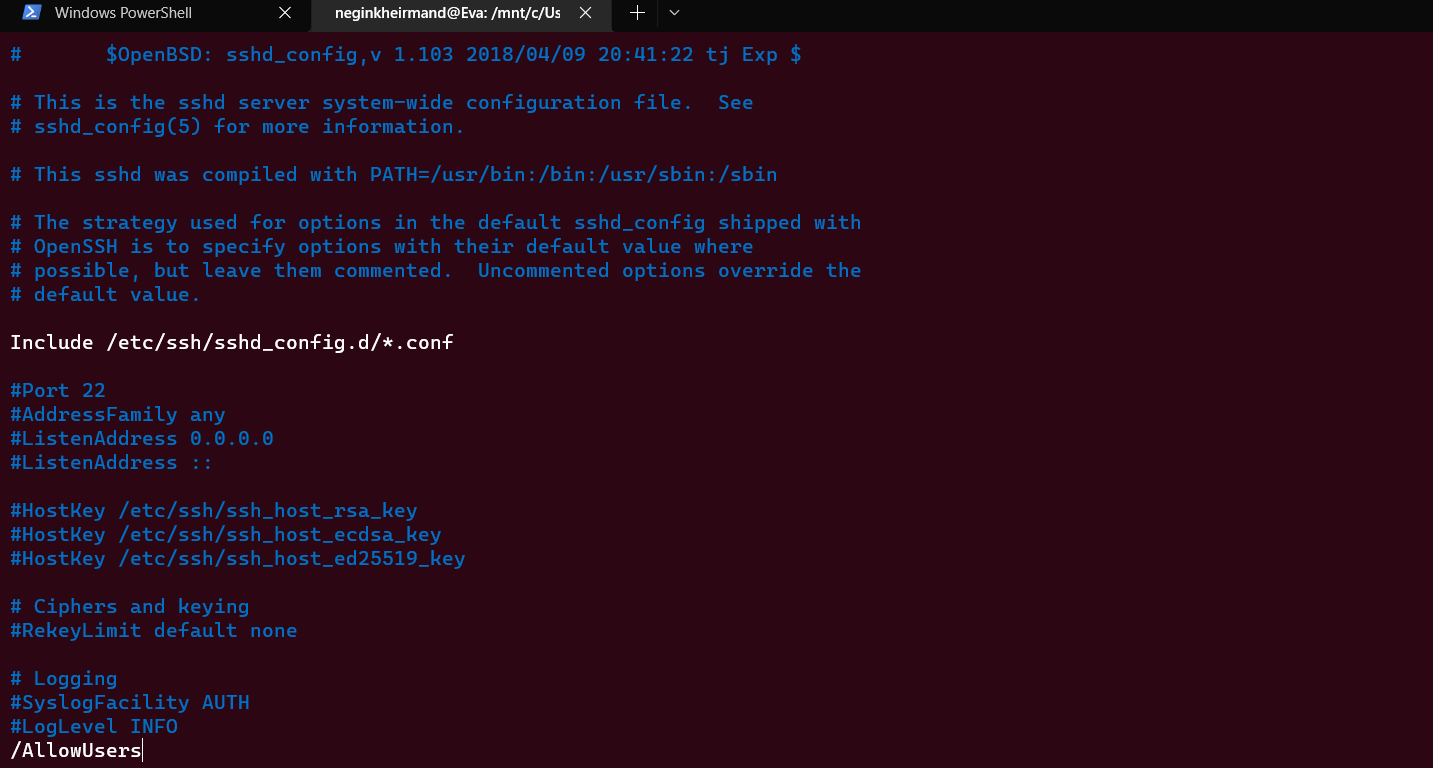 Windows PowerShell
neginkheirmand@Eva: /mnt/c/Us
#       $OpenBSD: sshd_config,v 1.103 2018/04/09 20:41:22 tj Exp $
# This is the sshd server system-wide configuration file.  See
# sshd_config(5) for more information.
# This sshd was compiled with PATH=/usr/bin:/bin:/usr/sbin:/sbin
# The strategy used for options in the default sshd_config shipped with
# OpenSSH is to specify options with their default value where
# possible, but leave them commented.  Uncommented options override the
# default value.
Include /etc/ssh/sshd_config.d/*.conf
#Port 22
#AddressFamily any
#ListenAddress 0.0.0.0
#ListenAddress ::
#HostKey /etc/ssh/ssh_host_rsa_key
#HostKey /etc/ssh/ssh_host_ecdsa_key
#HostKey /etc/ssh/ssh_host_ed25519_key
# Ciphers and keying
#RekeyLimit default none
# Logging
#SyslogFacility AUTH
#LogLevel INFO
/AllowUsers